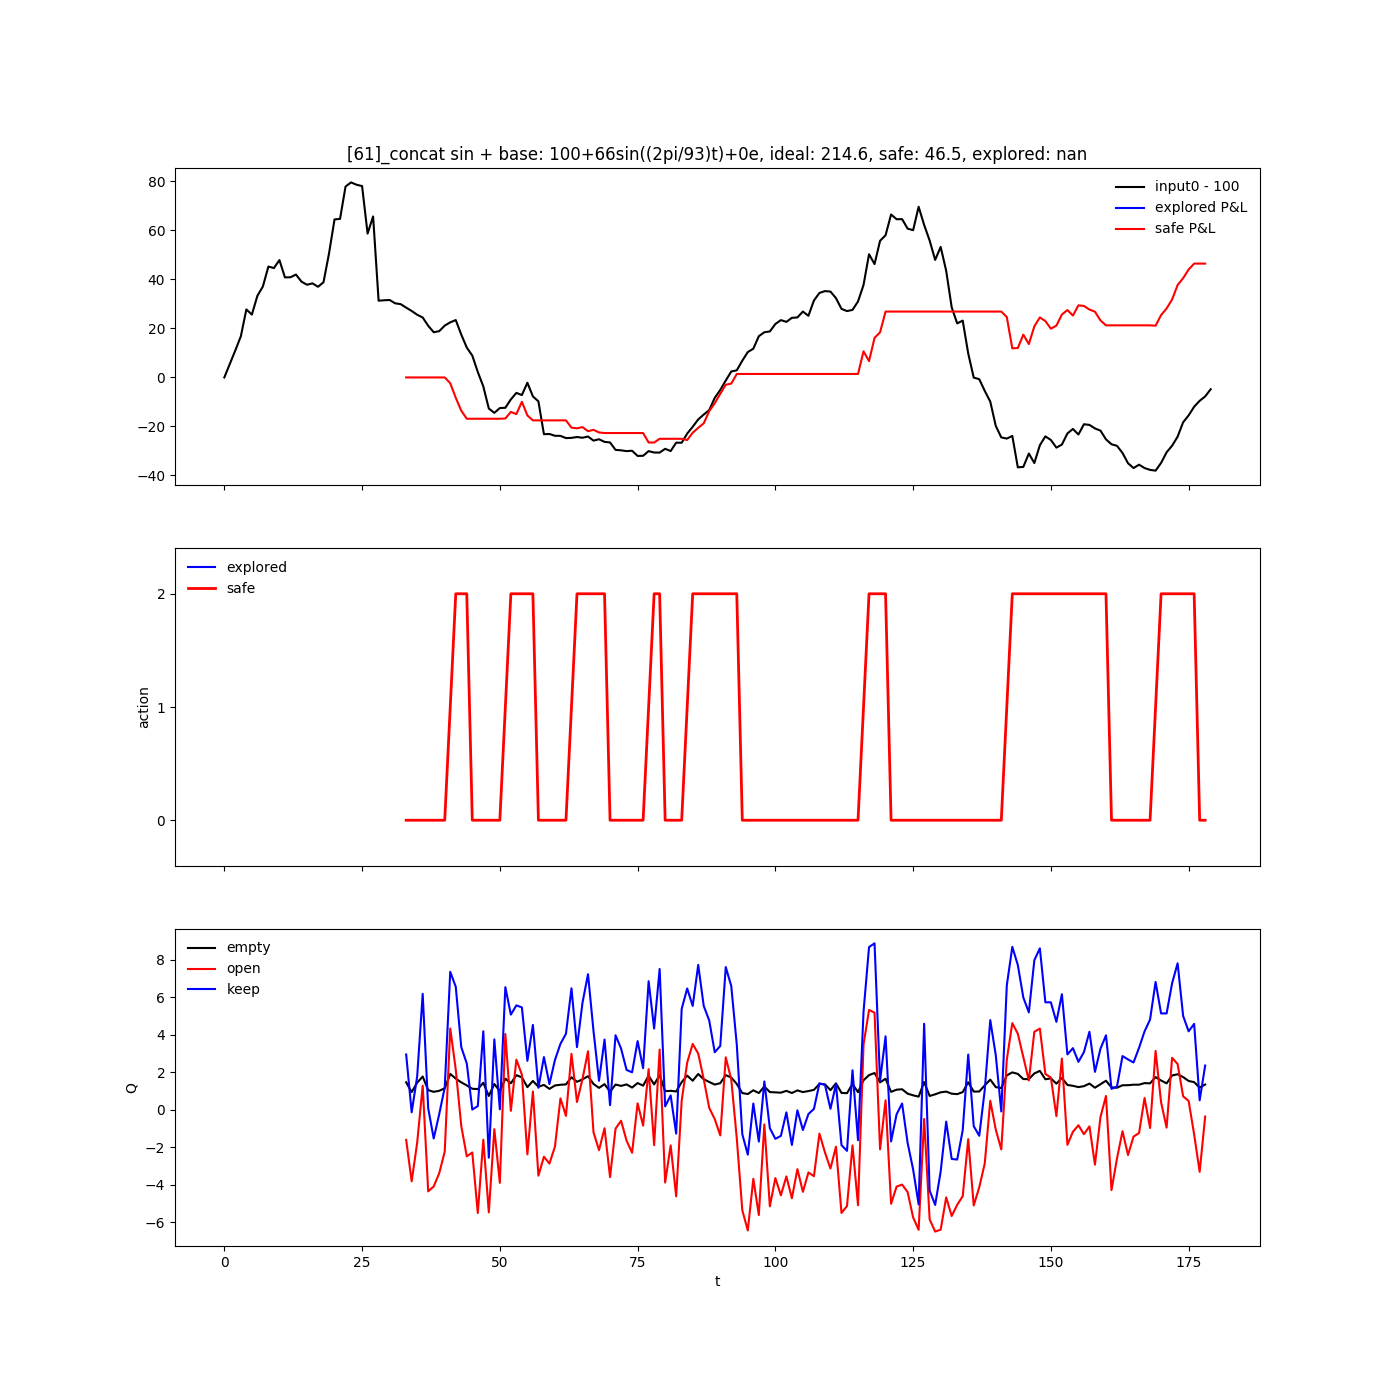 [61]_concat sin + base: 100+66sin((2pi/93)t)+0e, ideal: 214.6, safe: 46.5, explored: nan
80
60
40
20
0
−20
−40
input0 - 100
explored P&L
safe P&L
action
2
1
0
explored
safe
Q
8
6
4
2
0
−2
−4
−6
empty
open
keep
0 25 50 75 100 125 150 175
t